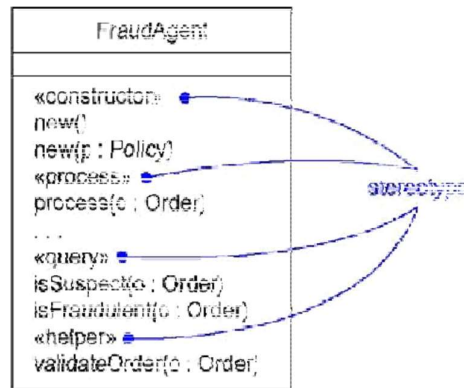 FraudAgent
«constructor»
new()
new(p : Policy)
«process»
process(o : Order)
. . .
«query»
isSuspect(o : Order)
isFraudulent(o : Order)
«helper»
validateOrder(o : Order)
stereotype